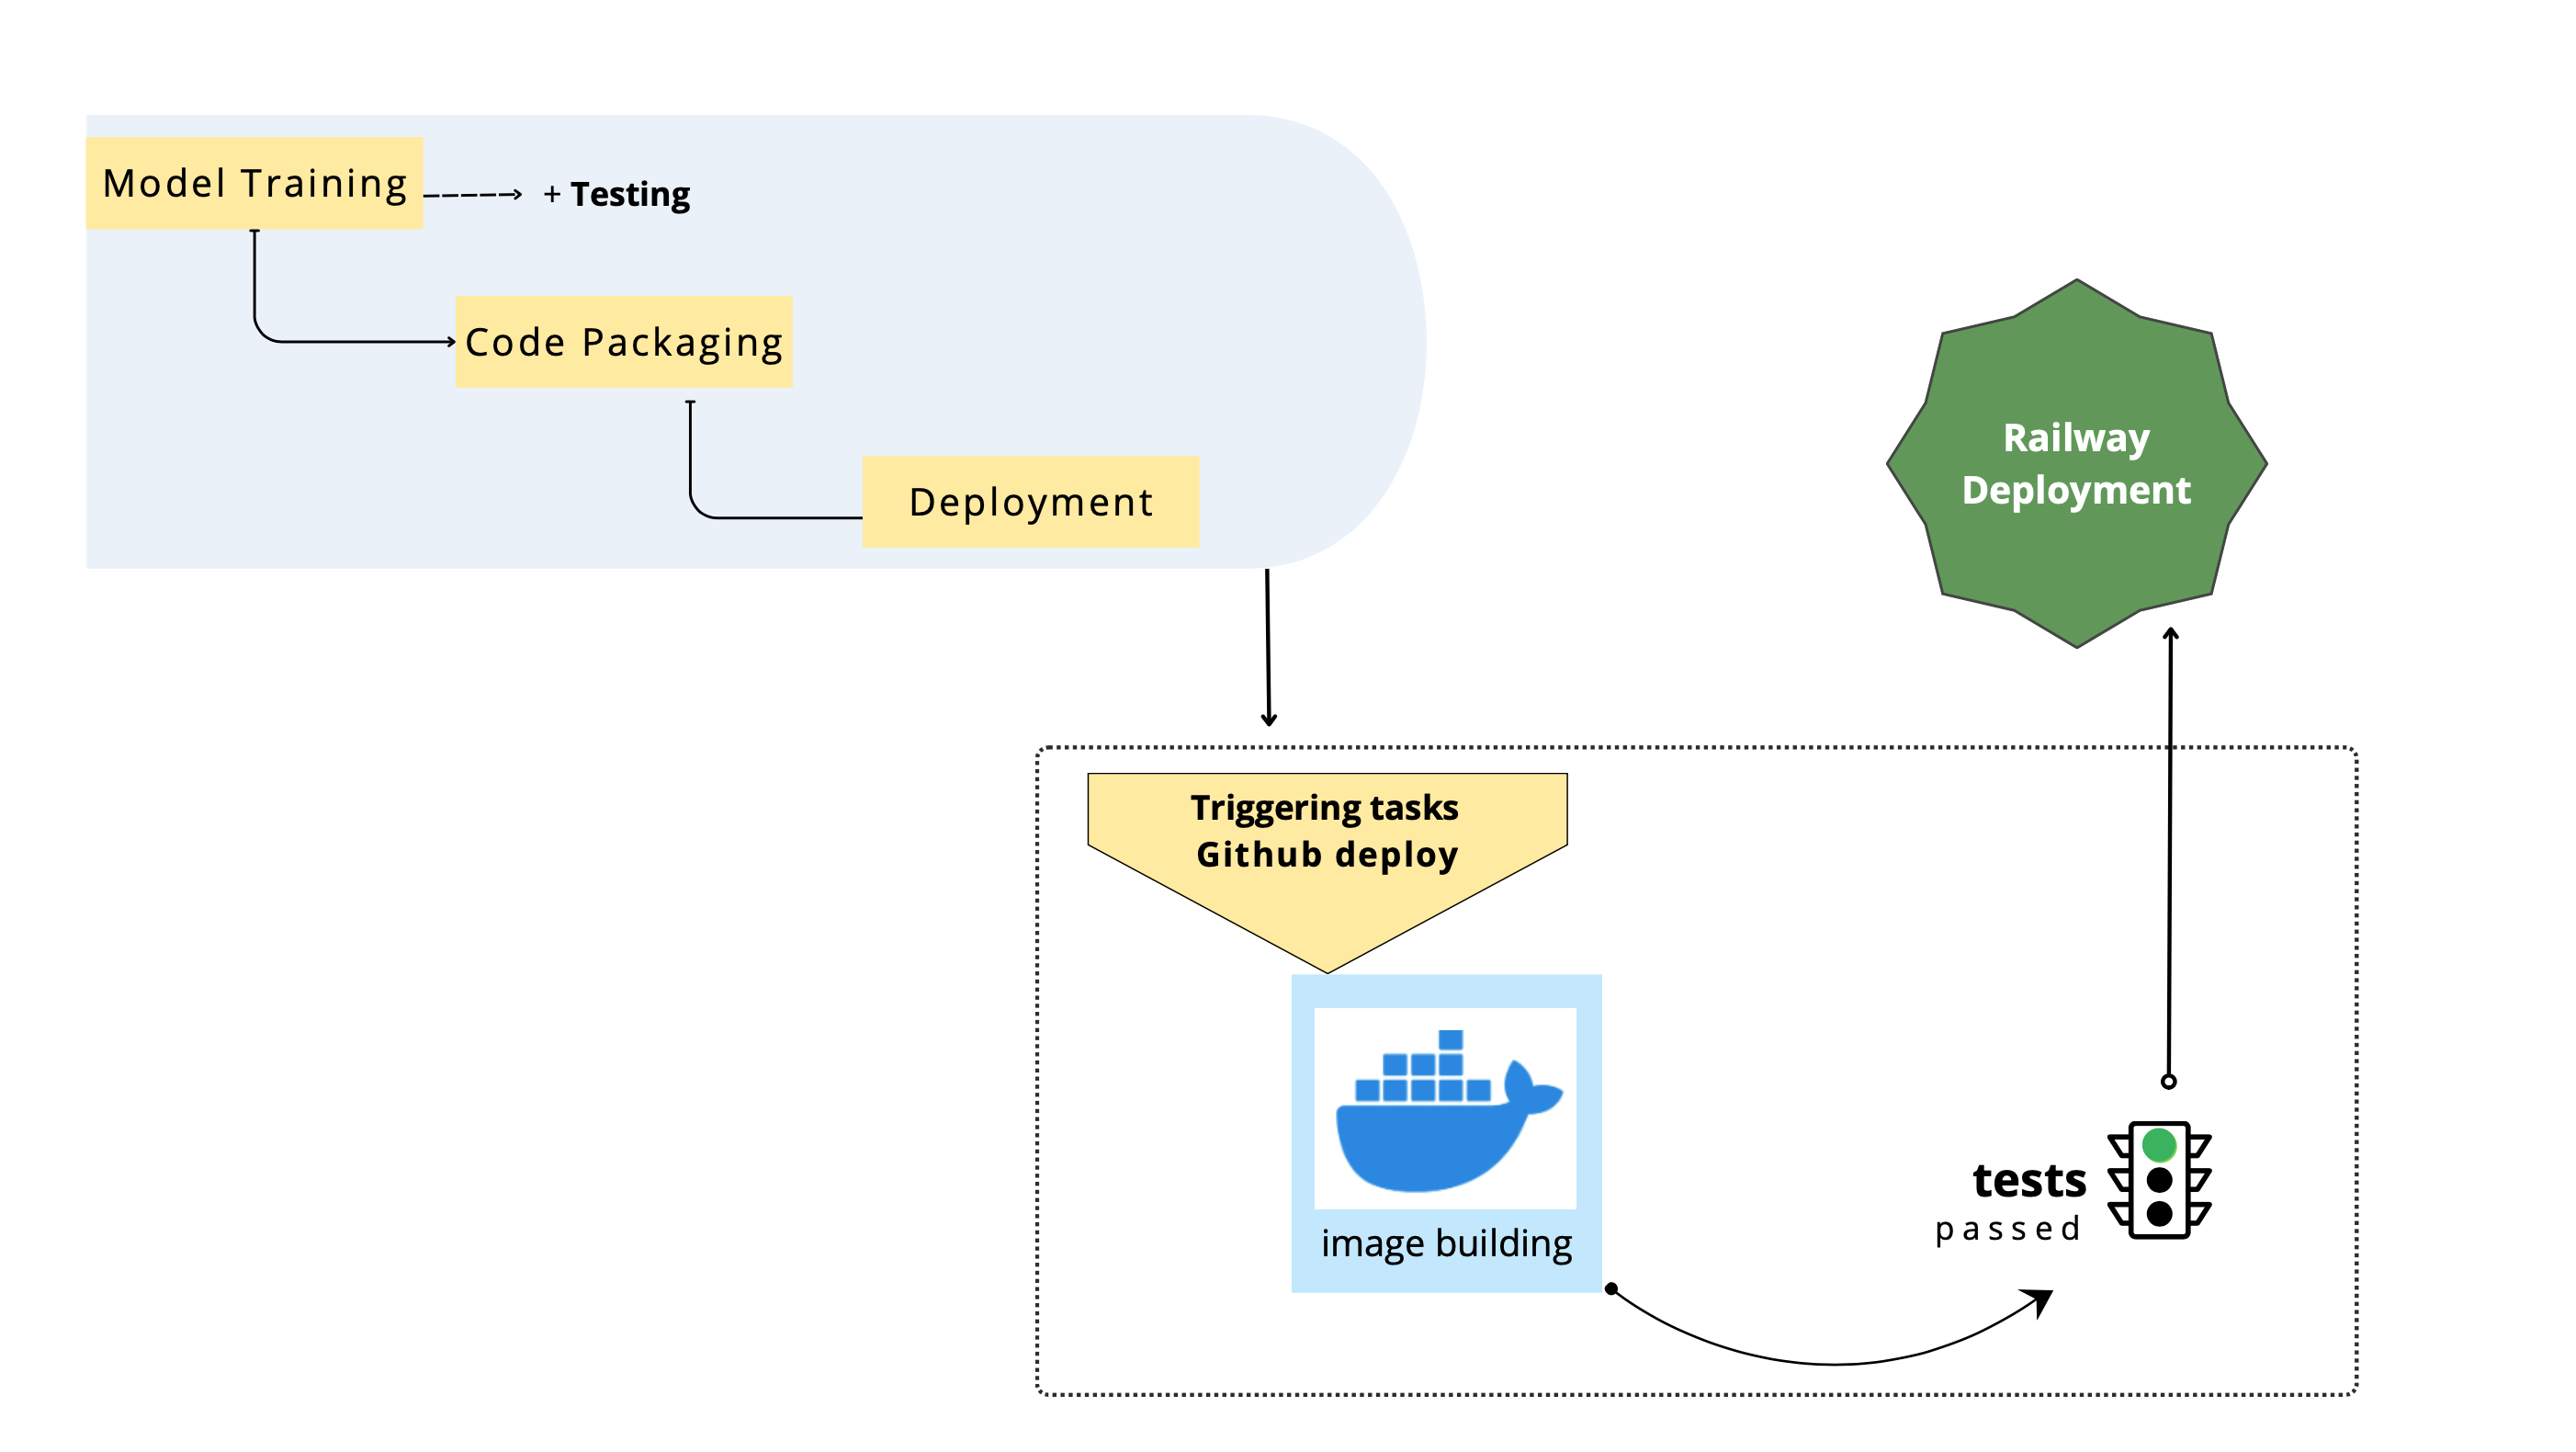 Model Training
+ Testing
Code Packaging
Deployment
Railway
Deployment
Triggering tasks
Github deploy
image building
tests
passed